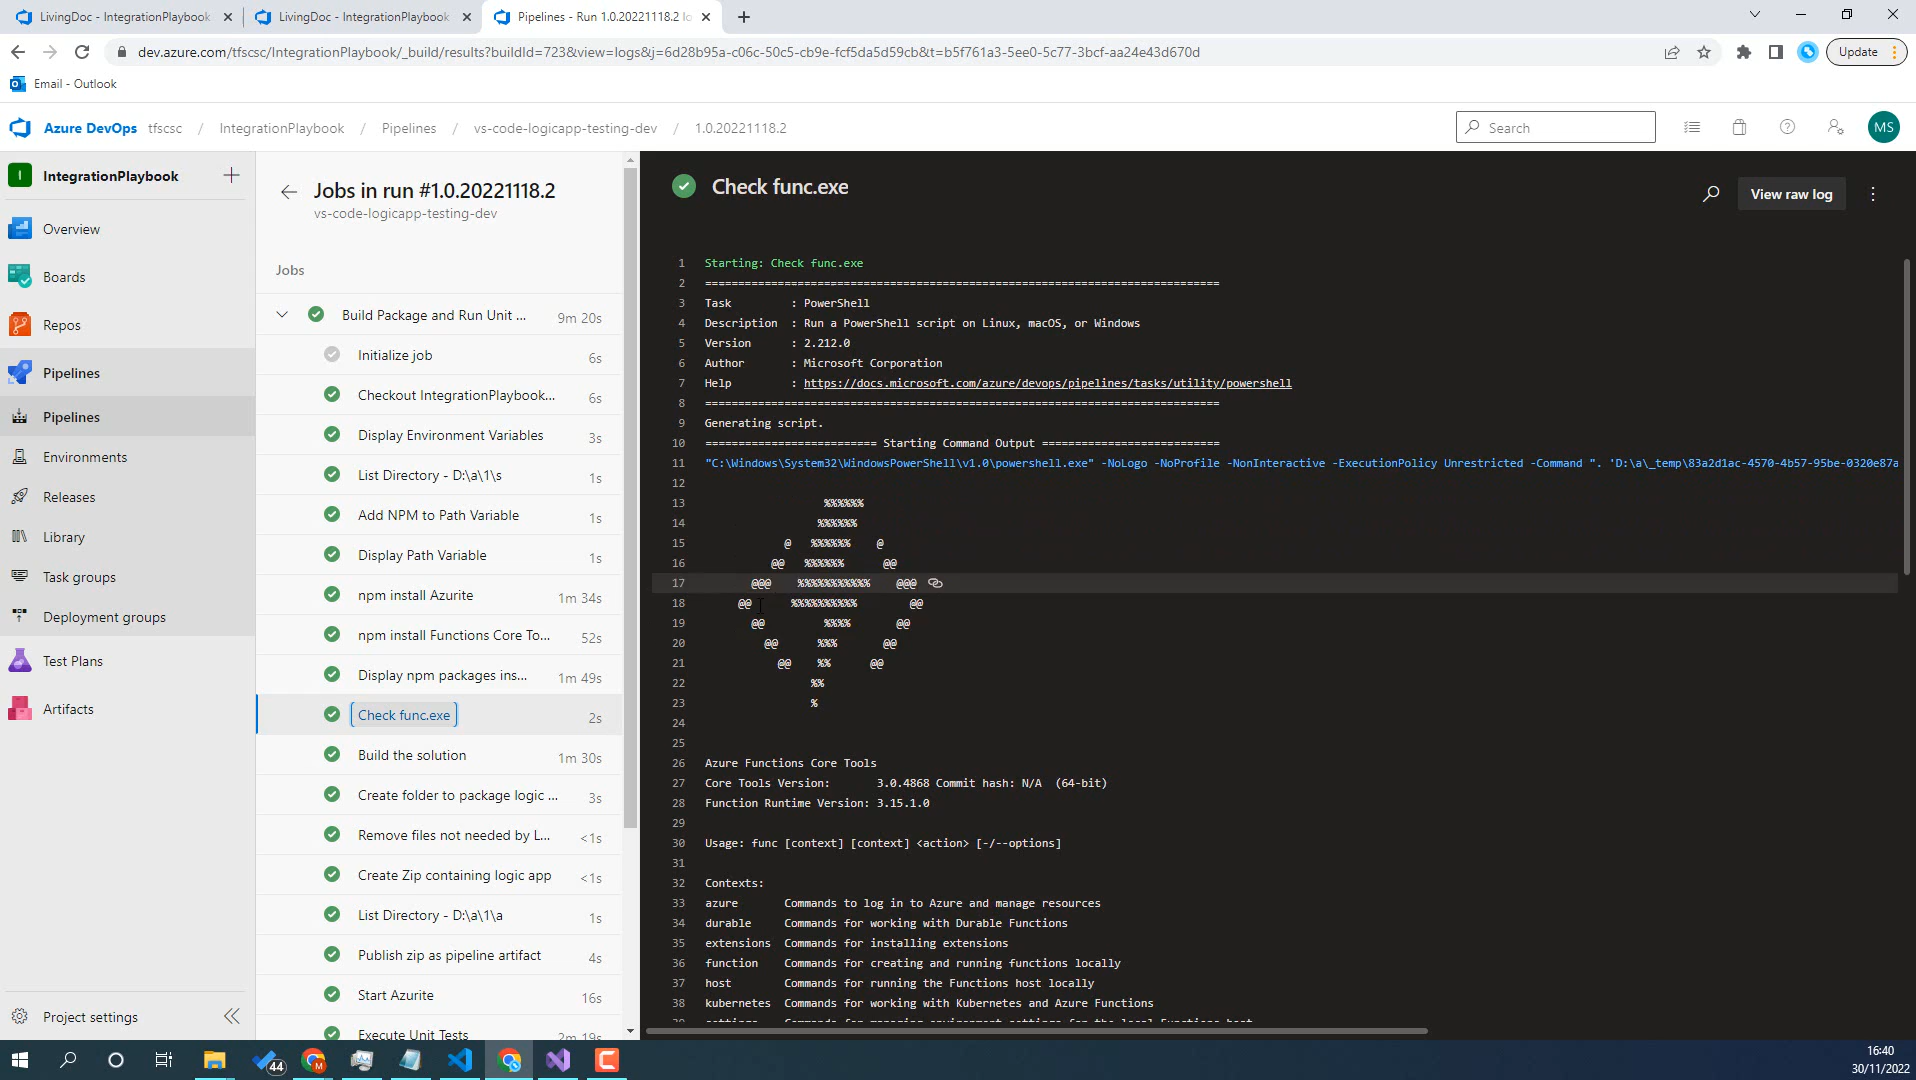 LivingDoc - IntegrationPlaybook
LivingDoc - IntegrationPlaybook
Pipelines - Run 1.0.20221118.2 lo
dev.azure.com/tfscsc/IntegrationPlaybook/_build/results?buildId=723&view=logs&j=6d28b95a-c06c-50c5-cb9e-fcf5da5d59cb&t=b5f761a3-5ee0-5c77-3bcf-aa24e43d670d
Update
Email - Outlook
Azure DevOps tfscsc / IntegrationPlaybook / Pipelines / vs-code-logicapp-testing-dev / 1.0.20221118.2
Search
MS
I IntegrationPlaybook
Overview
Boards
Repos
Pipelines
Pipelines
Environments
Releases
Library
Task groups
Deployment groups
Test Plans
Artifacts
Project settings
Jobs in run #1.0.20221118.2
vs-code-logicapp-testing-dev
Jobs
Build Package and Run Unit ... 9m 20s
Initialize job 6s
Checkout IntegrationPlaybook... 6s
Display Environment Variables 3s
List Directory - D:\a\1\s 1s
Add NPM to Path Variable 1s
Display Path Variable 1s
npm install Azurite 1m 34s
npm install Functions Core To... 52s
Display npm packages ins... 1m 49s
Check func.exe 2s
Build the solution 1m 30s
Create folder to package logic ... 3s
Remove files not needed by L... <1s
Create Zip containing logic app <1s
List Directory - D:\a\1\a 1s
Publish zip as pipeline artifact 4s
Start Azurite 16s
Execute Unit Tests 2m 19s
Check func.exe
View raw log
1 Starting: Check func.exe
2 ==============================================================================
3 Task : PowerShell
4 Description : Run a PowerShell script on Linux, macOS, or Windows
5 Version : 2.212.0
6 Author : Microsoft Corporation
7 Help : https://docs.microsoft.com/azure/devops/pipelines/tasks/utility/powershell
8 ==============================================================================
9 Generating script.
10 ========================== Starting Command Output ===========================
11 "C:\Windows\System32\WindowsPowerShell\v1.0\powershell.exe" -NoLogo -NoProfile -NonInteractive -ExecutionPolicy Unrestricted -Command ". 'D:\a\_temp\83a2d1ac-4570-4b57-95be-0320e87a
12
13 %%%%%%
14 %%%%%%
15 @ %%%%%% @
16 @@ %%%%%% @@
17 @@@ %%%%%%%%%%% @@@
18 @@ %%%%%%%%%% @@
19 @@ %%%% @@
20 @@ %%% @@
21 @@ %% @@
22 %%
23 %
24
25
26 Azure Functions Core Tools
27 Core Tools Version: 3.0.4868 Commit hash: N/A (64-bit)
28 Function Runtime Version: 3.15.1.0
29
30 Usage: func [context] [context] <action> [-/--options]
31
32 Contexts:
33 azure Commands to log in to Azure and manage resources
34 durable Commands for working with Durable Functions
35 extensions Commands for installing extensions
36 function Commands for creating and running functions locally
37 host Commands for running the Functions host locally
38 kubernetes Commands for working with Kubernetes and Azure Functions
39 settings Commands for managing environment settings for the local Functions host
44
M
16:40
30/11/2022